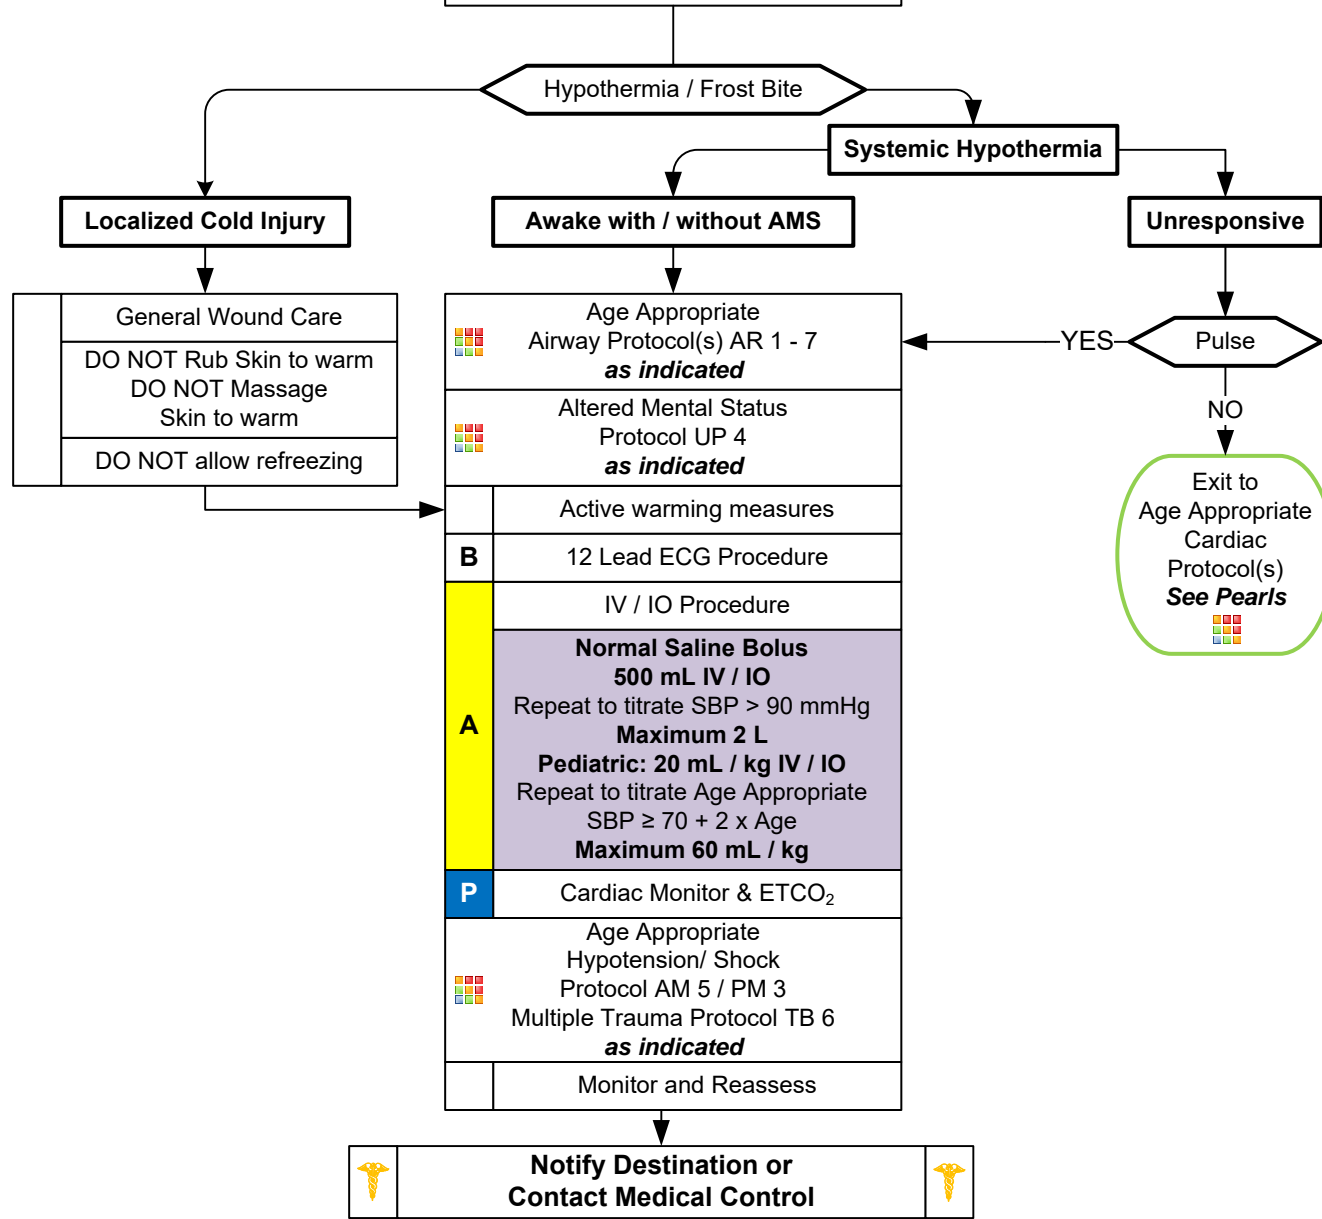 Hypothermia / Frost Bite
Systemic Hypothermia
Localized Cold Injury
Awake with / without AMS
Unresponsive
General Wound Care
DO NOT Rub Skin to warm
DO NOT Massage
Skin to warm
DO NOT allow refreezing
Age Appropriate
Airway Protocol(s) AR 1 - 7
as indicated
YES
Pulse
NO
Altered Mental Status
Protocol UP 4
as indicated
Exit to
Age Appropriate
Cardiac
Protocol(s)
See Pearls
Active warming measures
B
12 Lead ECG Procedure
A
IV / IO Procedure
Normal Saline Bolus
500 mL IV / IO
Repeat to titrate SBP > 90 mmHg
Maximum 2 L
Pediatric: 20 mL / kg IV / IO
Repeat to titrate Age Appropriate
SBP ≥ 70 + 2 x Age
Maximum 60 mL / kg
P
Cardiac Monitor & ETCO₂
Age Appropriate
Hypotension/ Shock
Protocol AM 5 / PM 3
Multiple Trauma Protocol TB 6
as indicated
Monitor and Reassess
Notify Destination or
Contact Medical Control